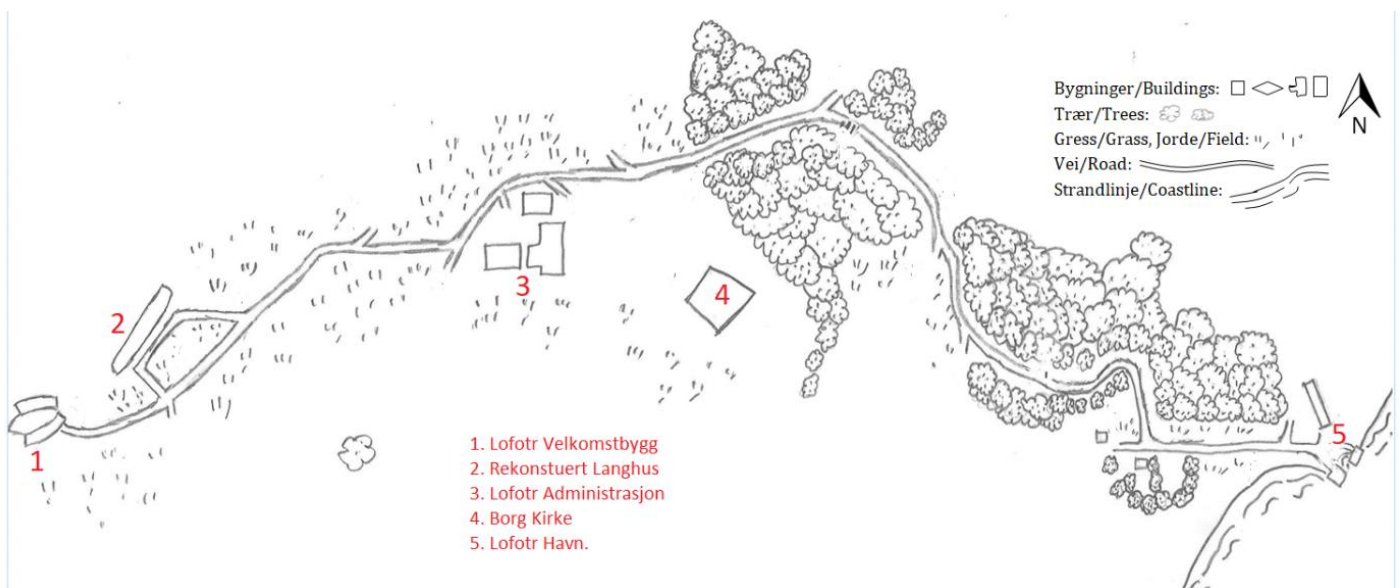 Bygninger/Buildings:
Trær/Trees:
Gress/Grass, Jorde/Field:
Vei/Road:
Strandlinje/Coastline:
N
2
3
4
1
5
1. Lofotr Velkomstbygg
2. Rekonstuert Langhus
3. Lofotr Administrasjon
4. Borg Kirke
5. Lofotr Havn.